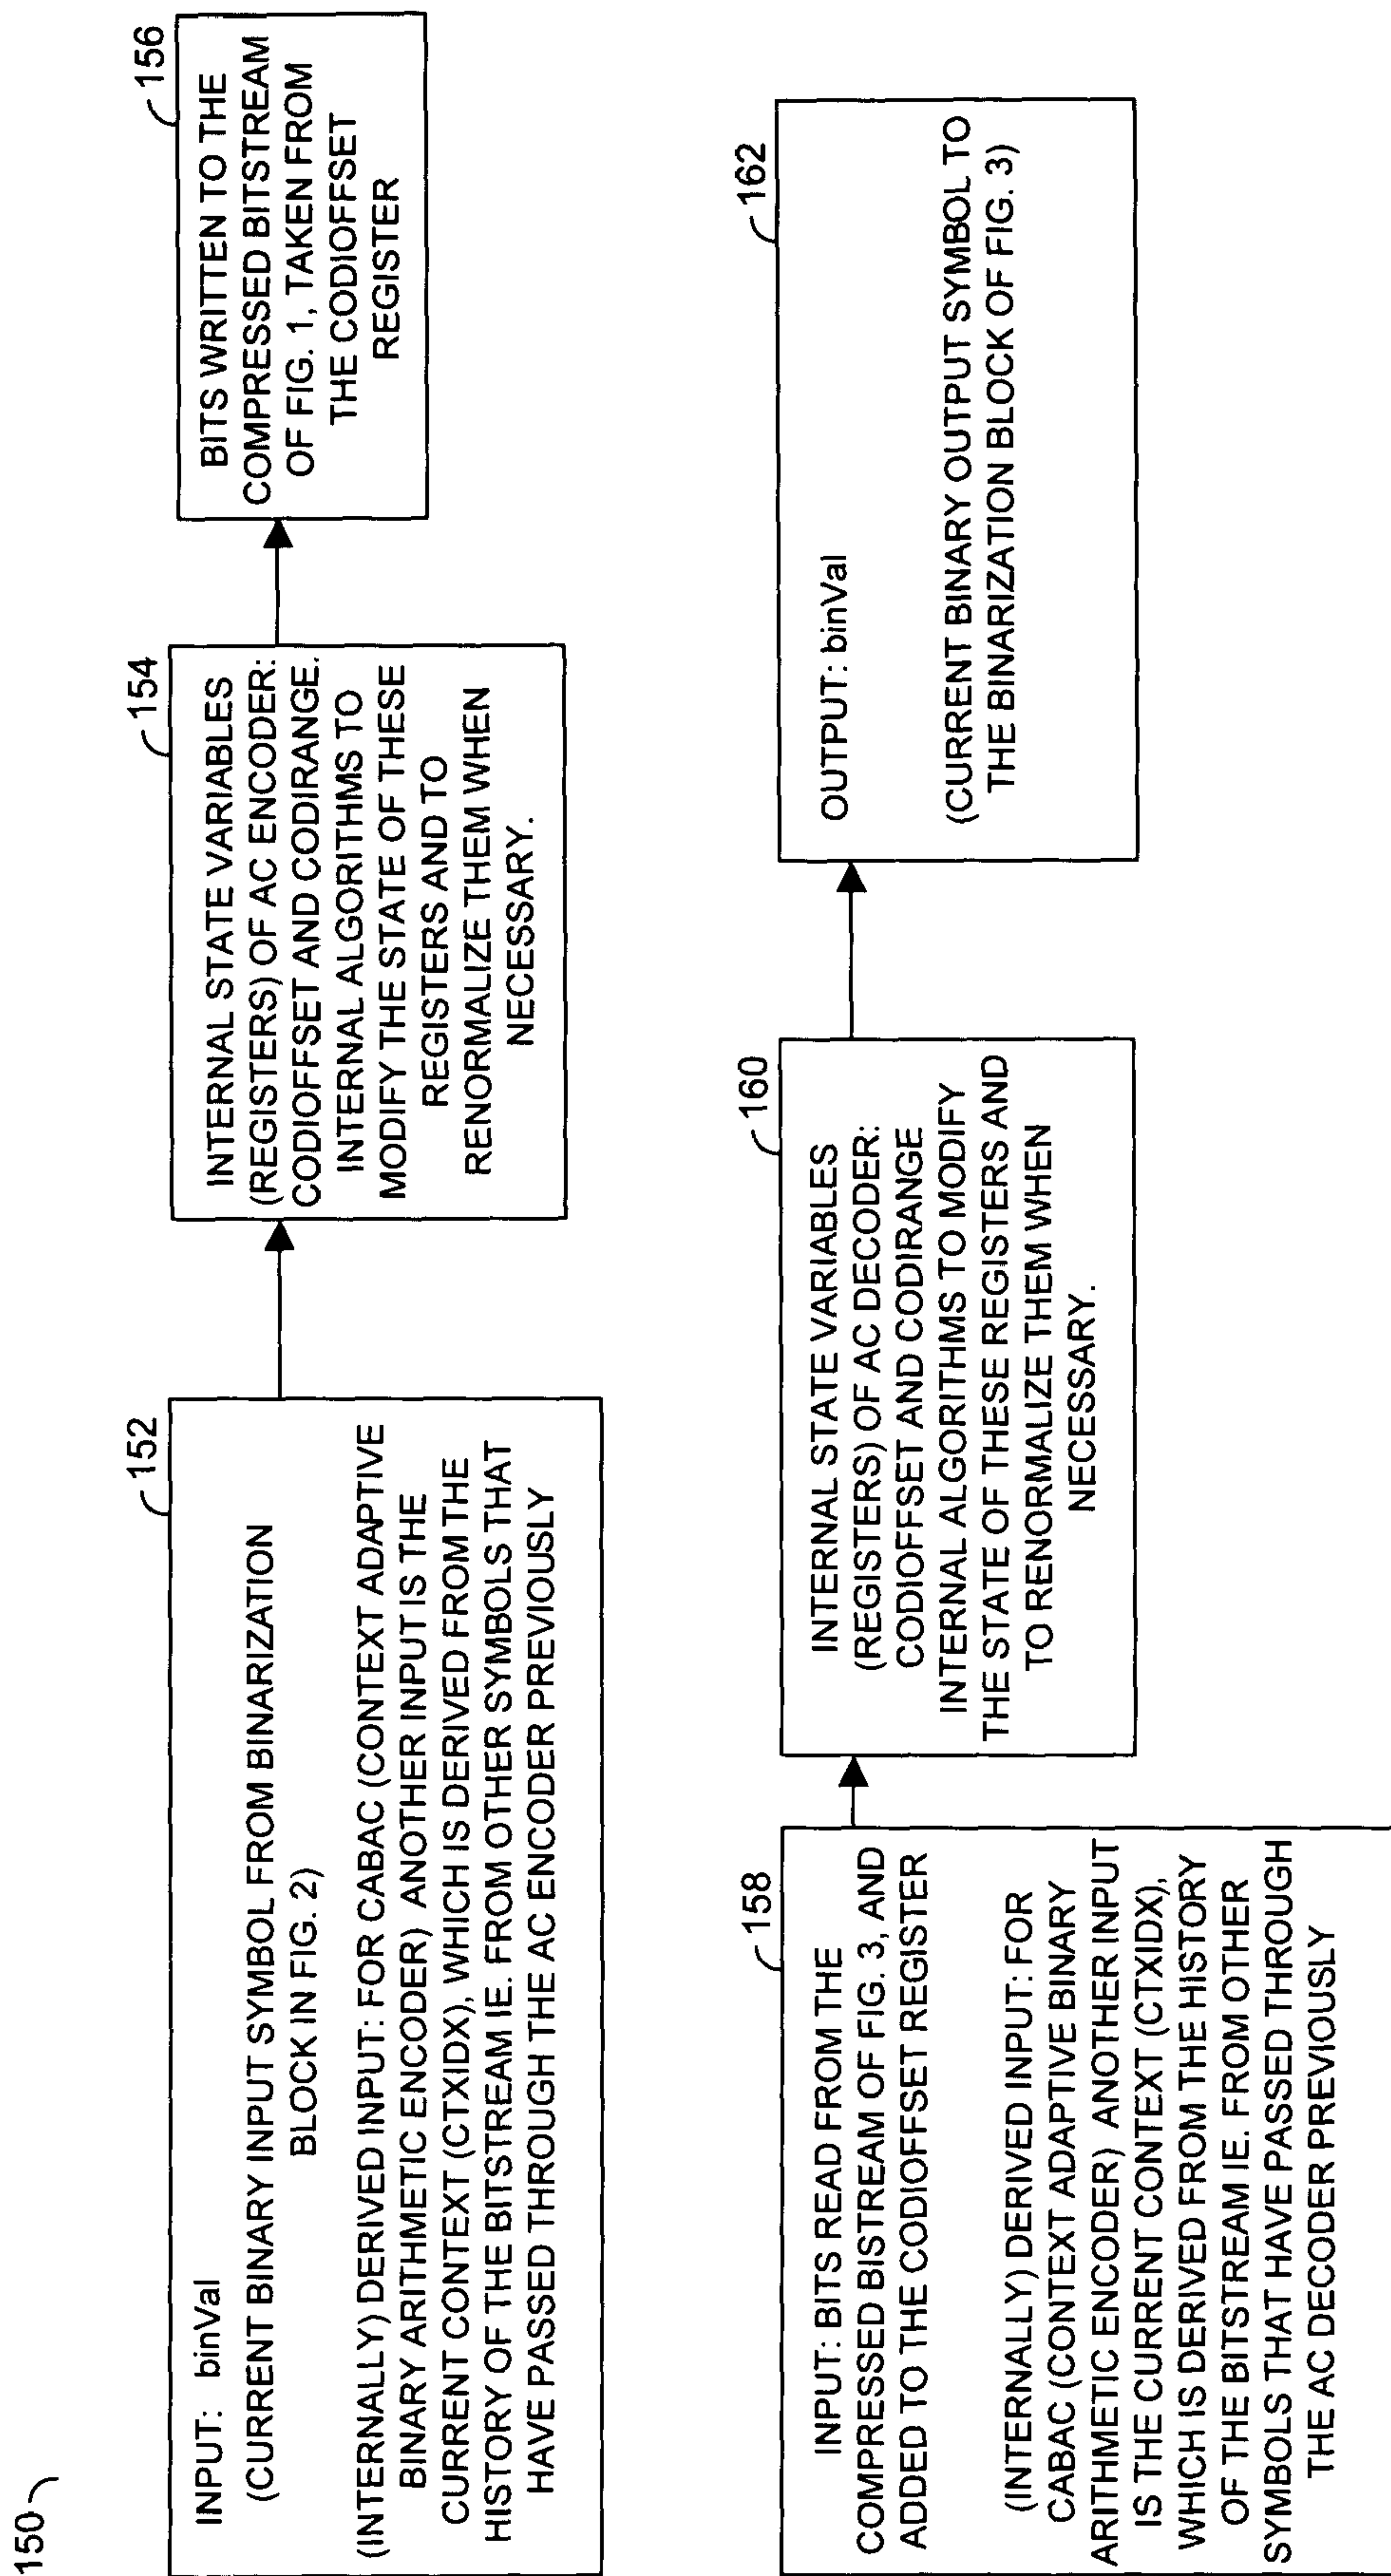 150
152
INPUT: binVal
(CURRENT BINARY INPUT SYMBOL FROM BINARIZATION
BLOCK IN FIG. 2)
(INTERNALLY) DERIVED INPUT: FOR CABAC (CONTEXT ADAPTIVE
BINARY ARITHMETIC ENCODER) ANOTHER INPUT IS THE
CURRENT CONTEXT (CTXIDX), WHICH IS DERIVED FROM THE
HISTORY OF THE BITSTREAM IE. FROM OTHER SYMBOLS THAT
HAVE PASSED THROUGH THE AC ENCODER PREVIOUSLY
154
INTERNAL STATE VARIABLES
(REGISTERS) OF AC ENCODER:
CODIOFFSET AND CODIRANGE.
INTERNAL ALGORITHMS TO
MODIFY THE STATE OF THESE
REGISTERS AND TO
RENORMALIZE THEM WHEN
NECESSARY.
156
BITS WRITTEN TO THE
COMPRESSED BITSTREAM
OF FIG. 1, TAKEN FROM
THE CODIOFFSET
REGISTER
158
INPUT: BITS READ FROM THE
COMPRESSED BISTREAM OF FIG. 3, AND
ADDED TO THE CODIOFFSET REGISTER
(INTERNALLY) DERIVED INPUT: FOR
CABAC (CONTEXT ADAPTIVE BINARY
ARITHMETIC ENCODER) ANOTHER INPUT
IS THE CURRENT CONTEXT (CTXIDX),
WHICH IS DERIVED FROM THE HISTORY
OF THE BITSTREAM IE. FROM OTHER
SYMBOLS THAT HAVE PASSED THROUGH
THE AC DECODER PREVIOUSLY
160
INTERNAL STATE VARIABLES
(REGISTERS) OF AC DECODER:
CODIOFFSET AND CODIRANGE
INTERNAL ALGORITHMS TO MODIFY
THE STATE OF THESE REGISTERS AND
TO RENORMALIZE THEM WHEN
NECESSARY.
162
OUTPUT: binVal
(CURRENT BINARY OUTPUT SYMBOL TO
THE BINARIZATION BLOCK OF FIG. 3)